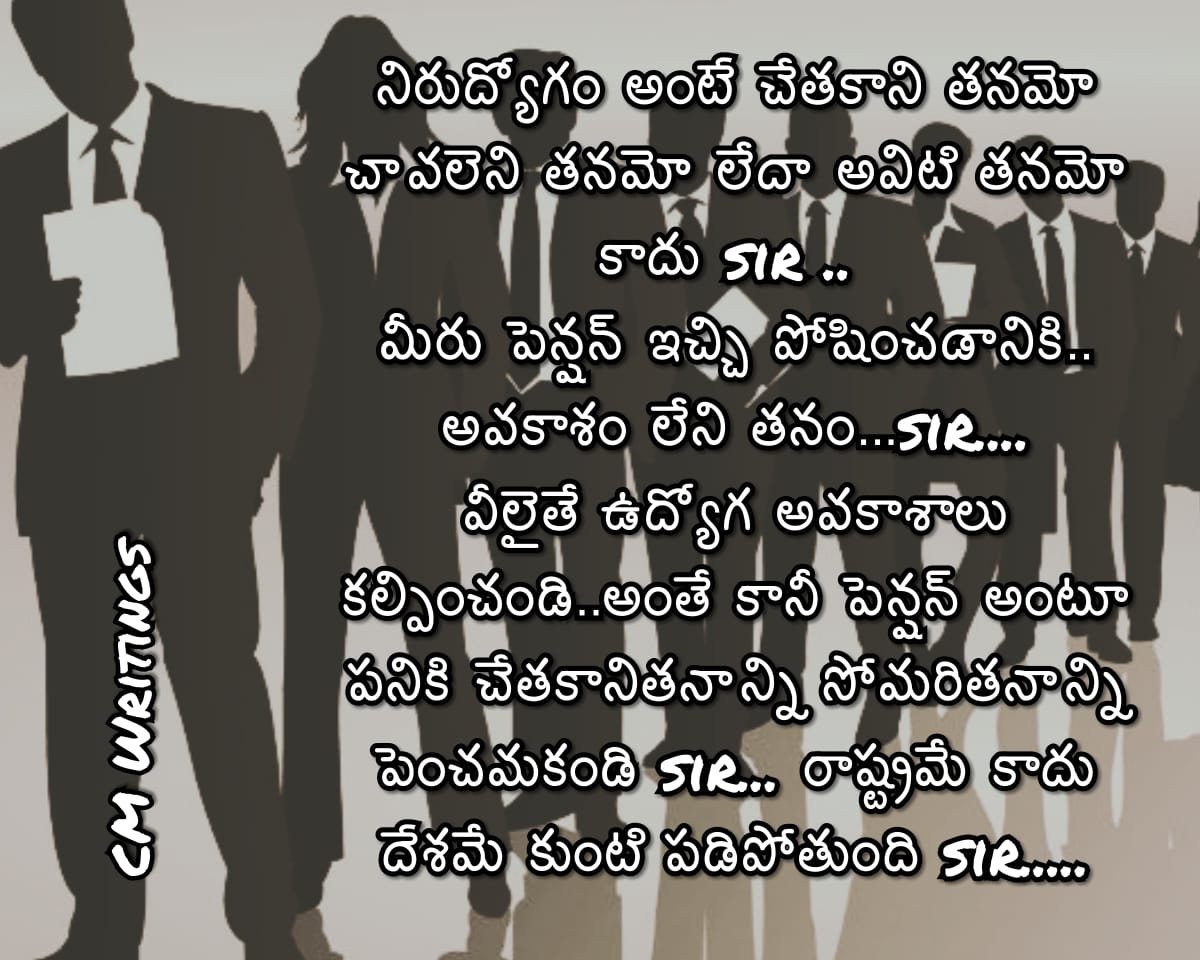 నిరుద్యోగం అంటే చేతకాని తనమో
చావలెని తనమో లేదా అవిటి తనమో
కాదు SIR ..
మీరు పెన్షన్ ఇచ్చి పోషించడానికి..
అవకాశం లేని తనం...SIR....
వీలైతే ఉద్యోగ అవకాశాలు
కల్పించండి..అంతే కానీ పెన్షన్ అంటూ
పనికి చేతకానితనాన్ని సోమరితనాన్ని
పెంచమకండి SIR... రాష్ట్రమే కాదు
దేశమే కుంటి పడిపోతుంది SIR.....
CM WRITINGS